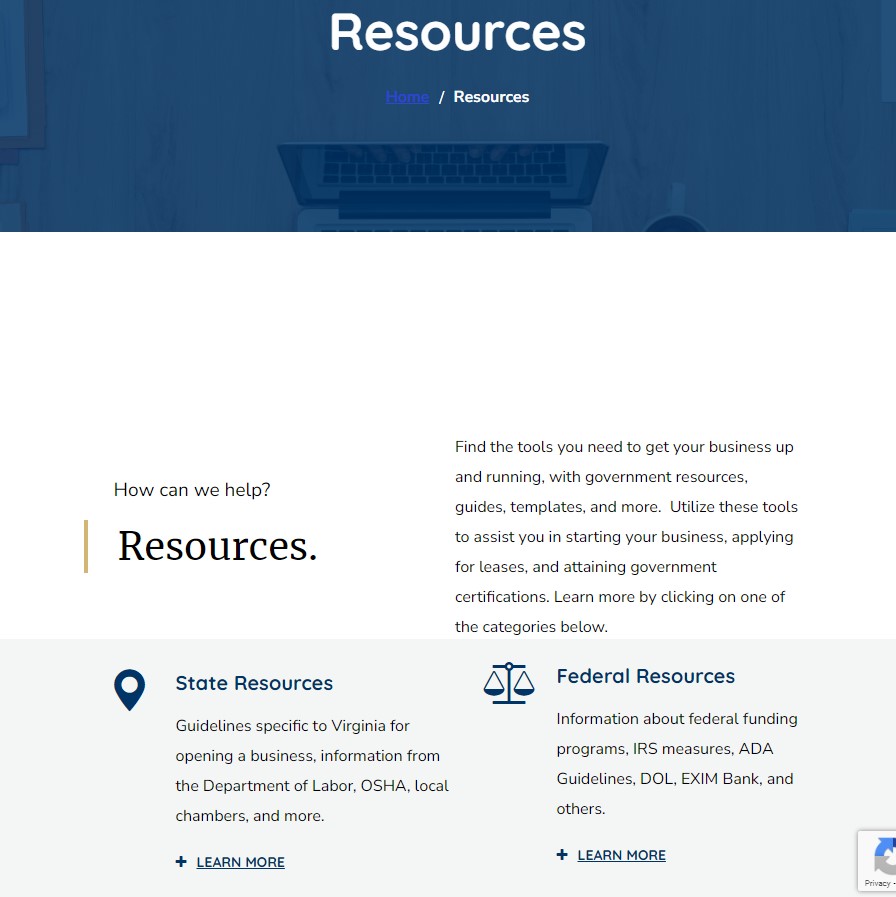 Resources
Home / Resources
How can we help?
Resources.
Find the tools you need to get your business up
and running, with government resources,
guides, templates, and more.  Utilize these tools
to assist you in starting your business, applying
for leases, and attaining government
certifications. Learn more by clicking on one of
the categories below.
State Resources
Guidelines specific to Virginia for
opening a business, information from
the Department of Labor, OSHA, local
chambers, and more.
+ LEARN MORE
Federal Resources
Information about federal funding
programs, IRS measures, ADA
Guidelines, DOL, EXIM Bank, and
others.
+ LEARN MORE
Privacy -